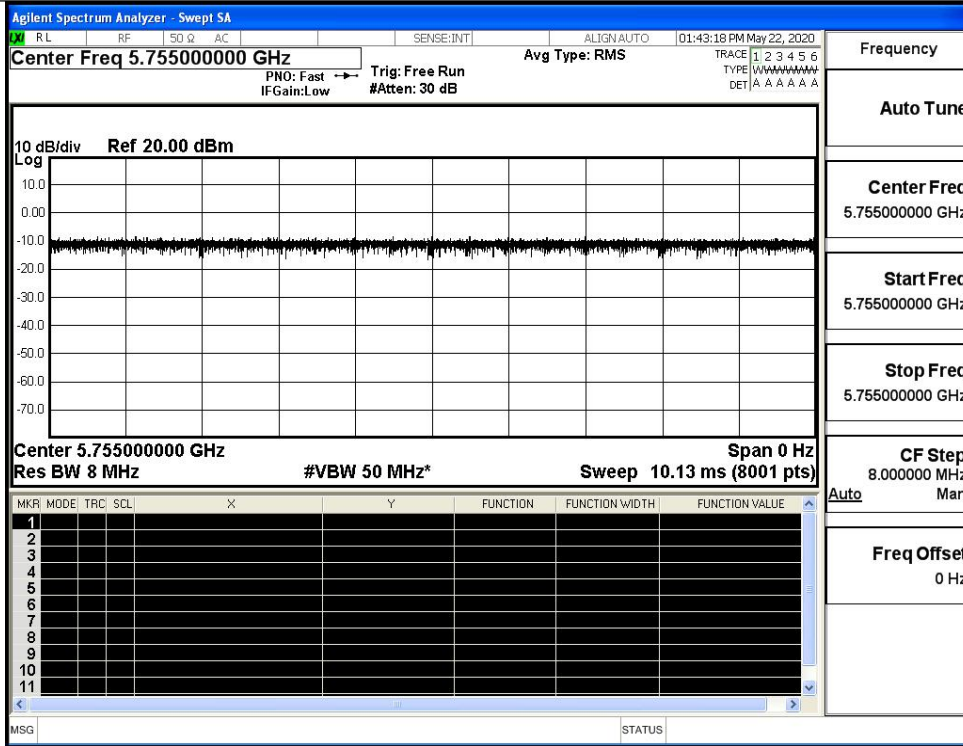 Agilent Spectrum Analyzer - Swept SA
LXI RL RF 50 Ω AC SENSE:INT ALIGNAUTO 01:43:18 PM May 22, 2020
Center Freq 5.755000000 GHz
Avg Type: RMS
TRACE 1 2 3 4 5 6
PNO: Fast
Trig: Free Run
TYPE WWWWWW
IFGain:Low
#Atten: 30 dB
DET A A A A A A
10 dB/div Ref 20.00 dBm
Log
10.0
0.00
-10.0
-20.0
-30.0
-40.0
-50.0
-60.0
-70.0
Center 5.755000000 GHz Span 0 Hz
Res BW 8 MHz #VBW 50 MHz* Sweep 10.13 ms (8001 pts)
MKR MODE TRC SCL X Y FUNCTION FUNCTION WIDTH FUNCTION VALUE
1
2
3
4
5
6
7
8
9
10
11
MSG STATUS
Frequency
Auto Tune
Center Freq
5.755000000 GHz
Start Freq
5.755000000 GHz
Stop Freq
5.755000000 GHz
CF Step
8.000000 MHz
Auto Man
Freq Offset
0 Hz